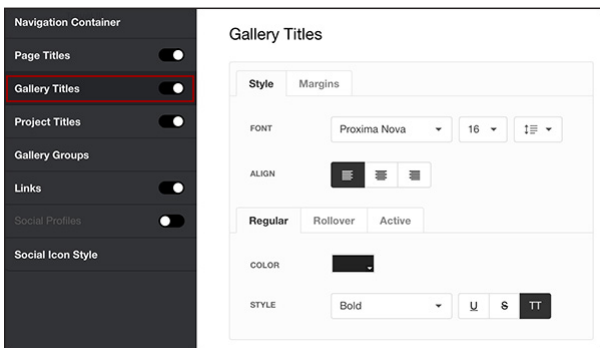 Navigation Container
Page Titles
Gallery Titles
Project Titles
Gallery Groups
Links
Social Profiles
Social Icon Style
Gallery Titles
Style Margins
FONT Proxima Nova 16
ALIGN
Regular Rollover Active
COLOR
STYLE Bold U S TT